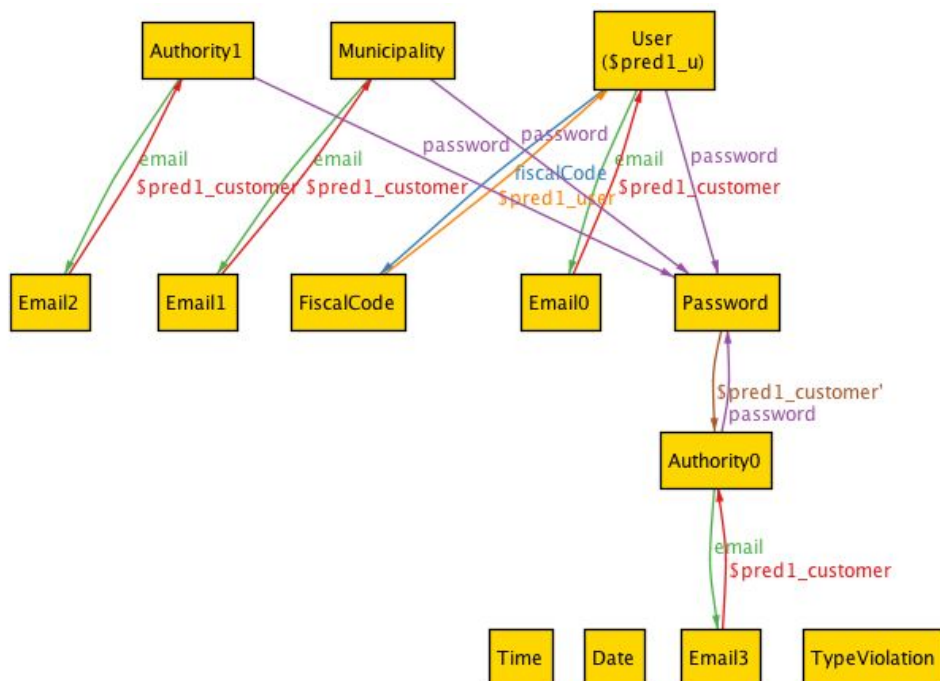 Authority1
Municipality
User
($pred1_u)
password
password
email
email
fiscalCode
email
password
$pred1_customer
$pred1_customer
$pred1_user
$pred1_customer
Email2
Email1
FiscalCode
Email0
Password
$pred1_customer'
password
Authority0
email
$pred1_customer
Time
Date
Email3
TypeViolation